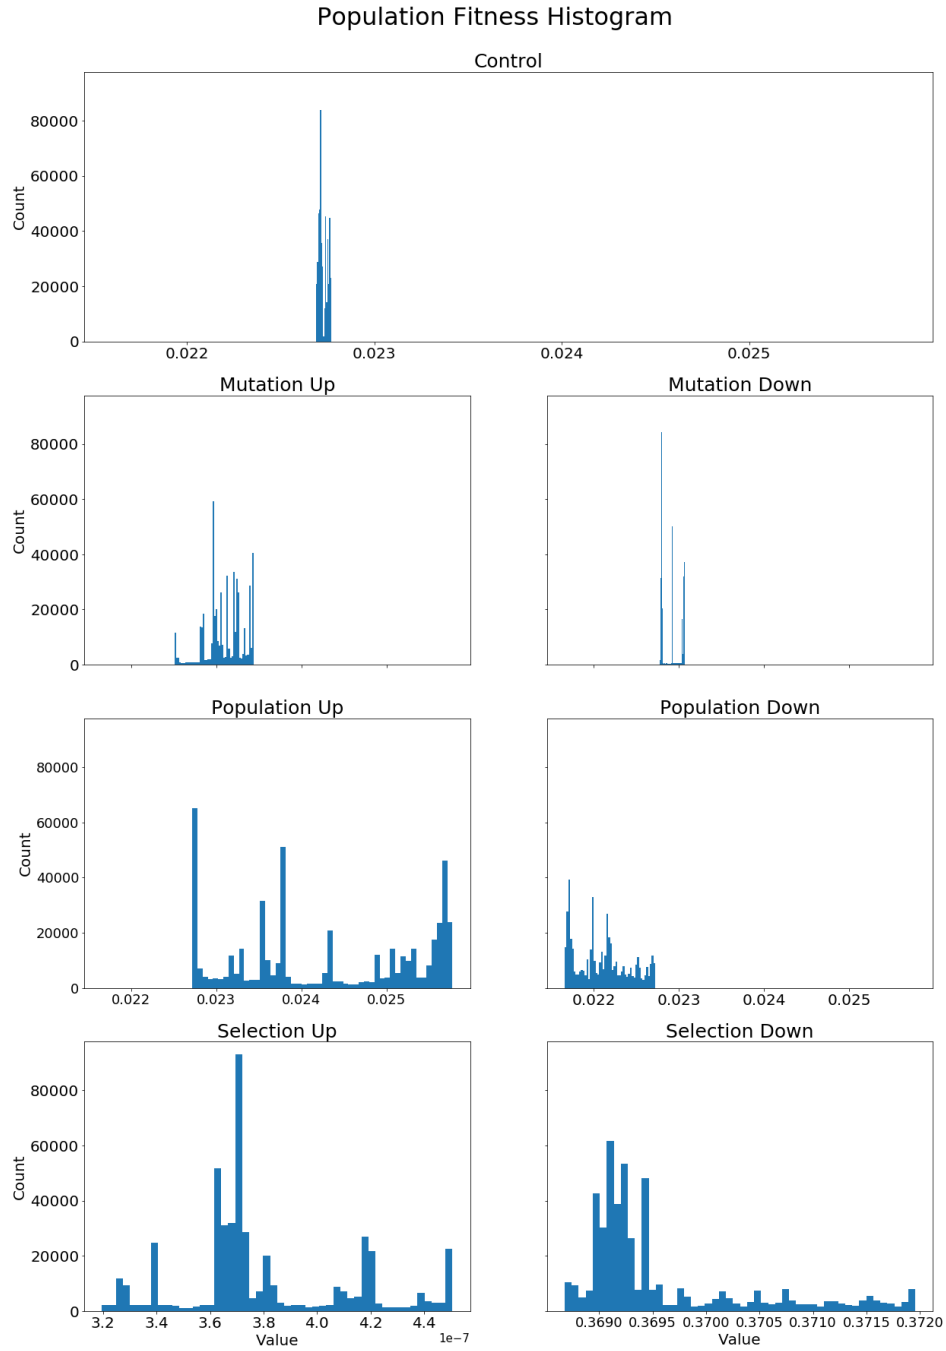 Population Fitness Histogram
Control
Count
80000
60000
40000
20000
0
0.022 0.023 0.024 0.025
Mutation Up Mutation Down
Count
80000
60000
40000
20000
0
Population Up Population Down
Count
80000
60000
40000
20000
0
0.022 0.023 0.024 0.025 0.022 0.023 0.024 0.025
Selection Up Selection Down
Count
80000
60000
40000
20000
0
3.2 3.4 3.6 3.8 4.0 4.2 4.4 0.3690 0.3695 0.3700 0.3705 0.3710 0.3715 0.3720
Value 1e-7 Value